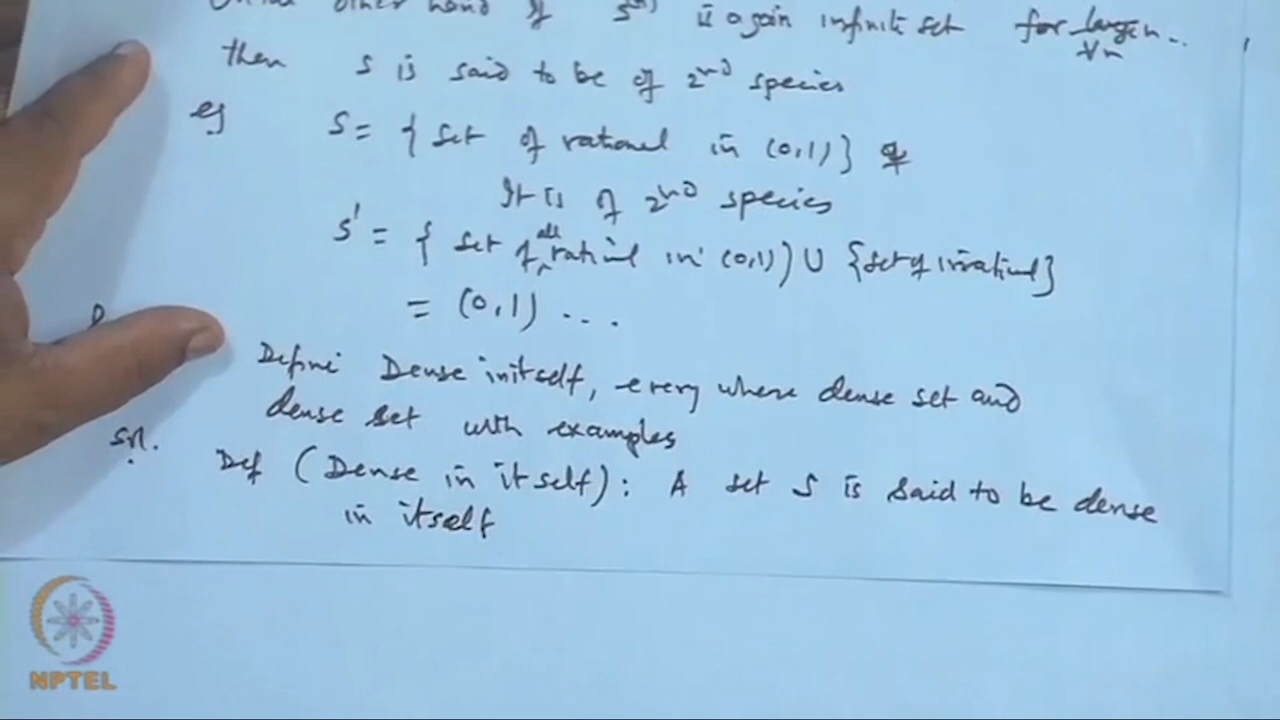 other hand if S(n) is again infinite set for large n..
∀n
then S is said to be of 2nd species
eg S = { set of rational in (0,1) }
It is of 2nd species
S' = { set of all rational in (0,1) } ∪ {set of irrational}
= (0,1) ...
Define Dense initself, every where dense set and
dense set with examples
Sol. Def (Dense in itself): A set S is said to be dense
in itself
NPTEL